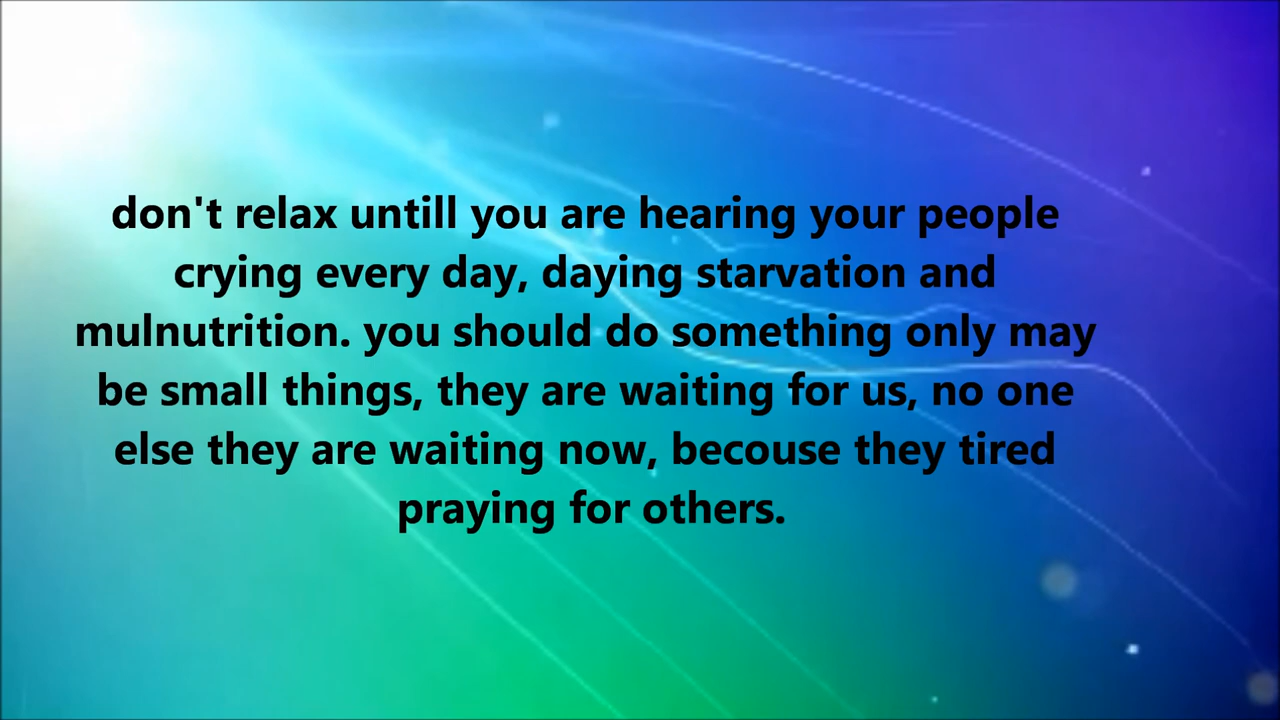 don't relax untill you are hearing your people
crying every day, daying starvation and
mulnutrition. you should do something only may
be small things, they are waiting for us, no one
else they are waiting now, becouse they tired
praying for others.